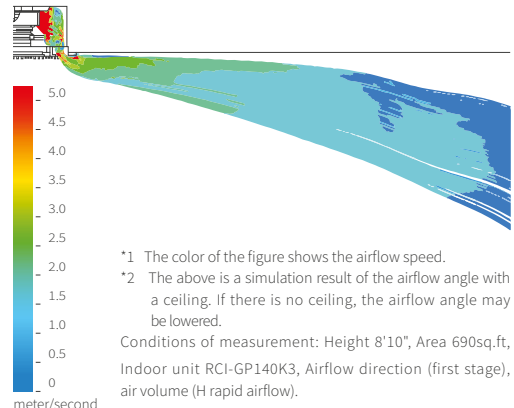 5.0
4.5
4.0
3.0
2.5
2.0
1.5
1.0
0.5
0
meter/second
*1 The color of the figure shows the airflow speed.
*2 The above is a simulation result of the airflow angle with
a ceiling. If there is no ceiling, the airflow angle may
be lowered.
Conditions of measurement: Height 8'10", Area 690sq.ft,
Indoor unit RCI-GP140K3, Airflow direction (first stage),
air volume (H rapid airflow).